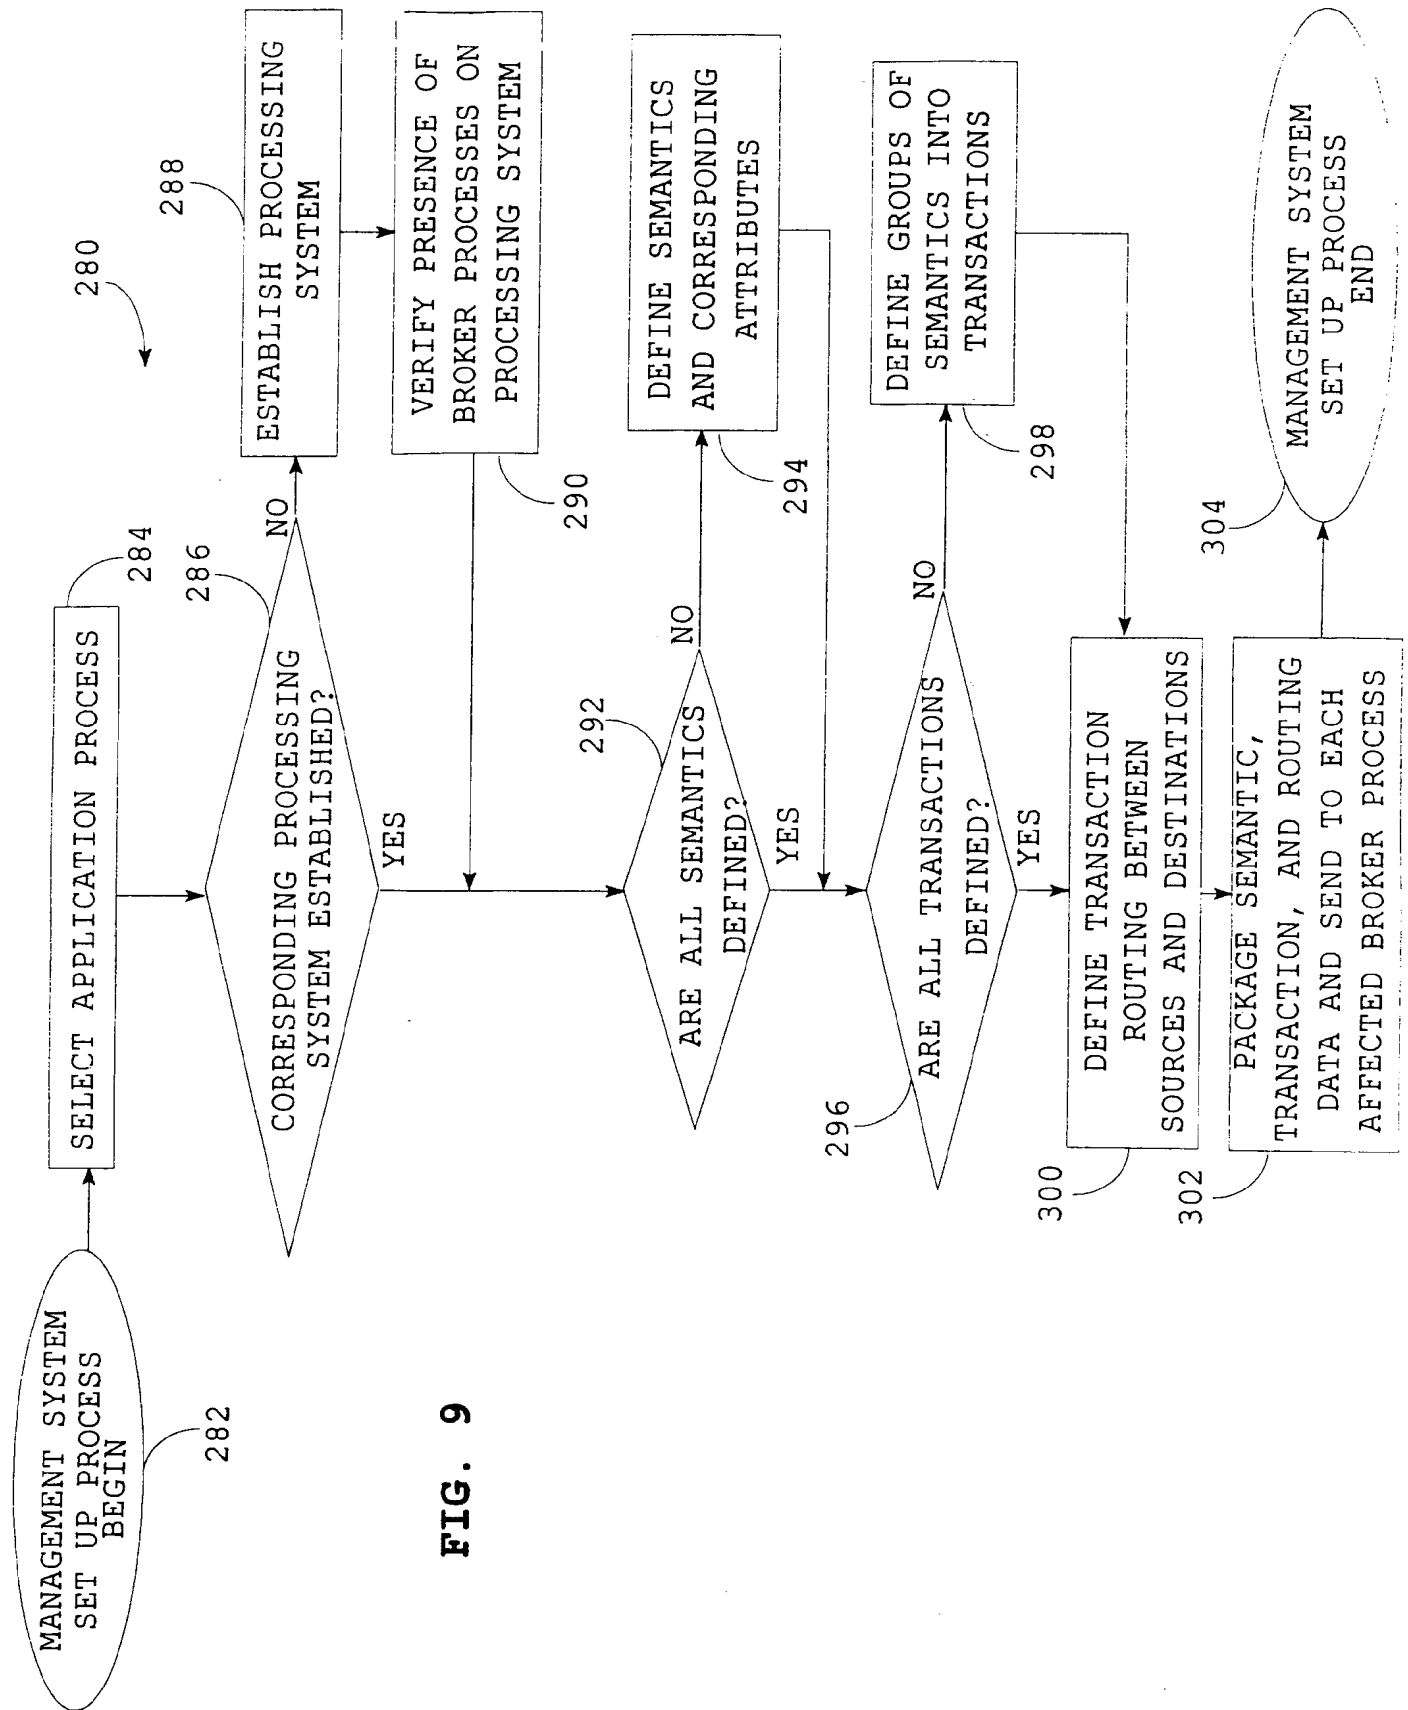 280
MANAGEMENT SYSTEM
SET UP PROCESS
BEGIN
282
SELECT APPLICATION PROCESS
284
CORRESPONDING PROCESSING
SYSTEM ESTABLISHED?
286
NO
YES
ESTABLISH PROCESSING
SYSTEM
288
VERIFY PRESENCE OF
BROKER PROCESSES ON
PROCESSING SYSTEM
290
ARE ALL SEMANTICS
DEFINED?
292
NO
YES
DEFINE SEMANTICS
AND CORRESPONDING
ATTRIBUTES
294
ARE ALL TRANSACTIONS
DEFINED?
296
NO
YES
DEFINE GROUPS OF
SEMANTICS INTO
TRANSACTIONS
298
DEFINE TRANSACTION
ROUTING BETWEEN
SOURCES AND DESTINATIONS
300
PACKAGE SEMANTIC,
TRANSACTION, AND ROUTING
DATA AND SEND TO EACH
AFFECTED BROKER PROCESS
302
MANAGEMENT SYSTEM
SET UP PROCESS
END
304
FIG. 9